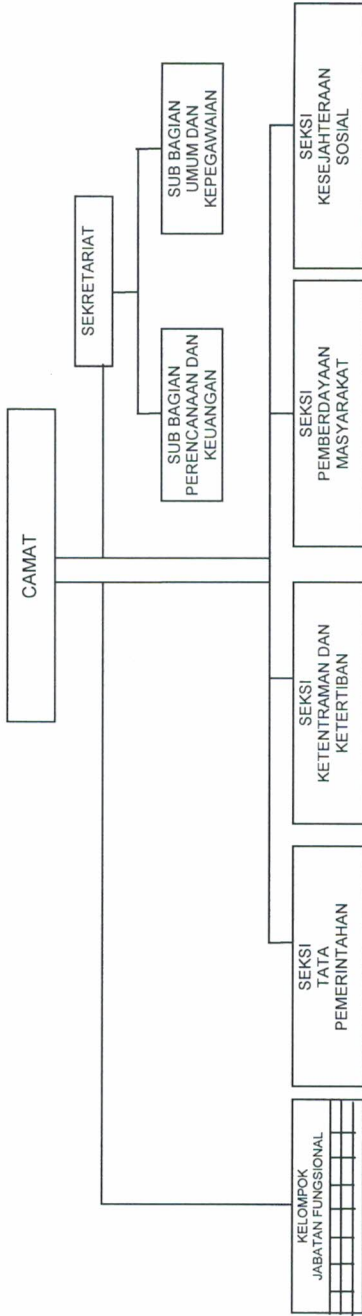 CAMAT
SEKRETARIAT
SUB BAGIAN
PERENCANAAN DAN
KEUANGAN
SUB BAGIAN
UMUM DAN
KEPEGAWAIAN
KELOMPOK
JABATAN FUNGSIONAL
SEKSI
TATA
PEMERINTAHAN
SEKSI
KETENTRAMAN DAN
KETERTIBAN
SEKSI
PEMBERDAYAAN
MASYARAKAT
SEKSI
KESEJAHTERAAN
SOSIAL